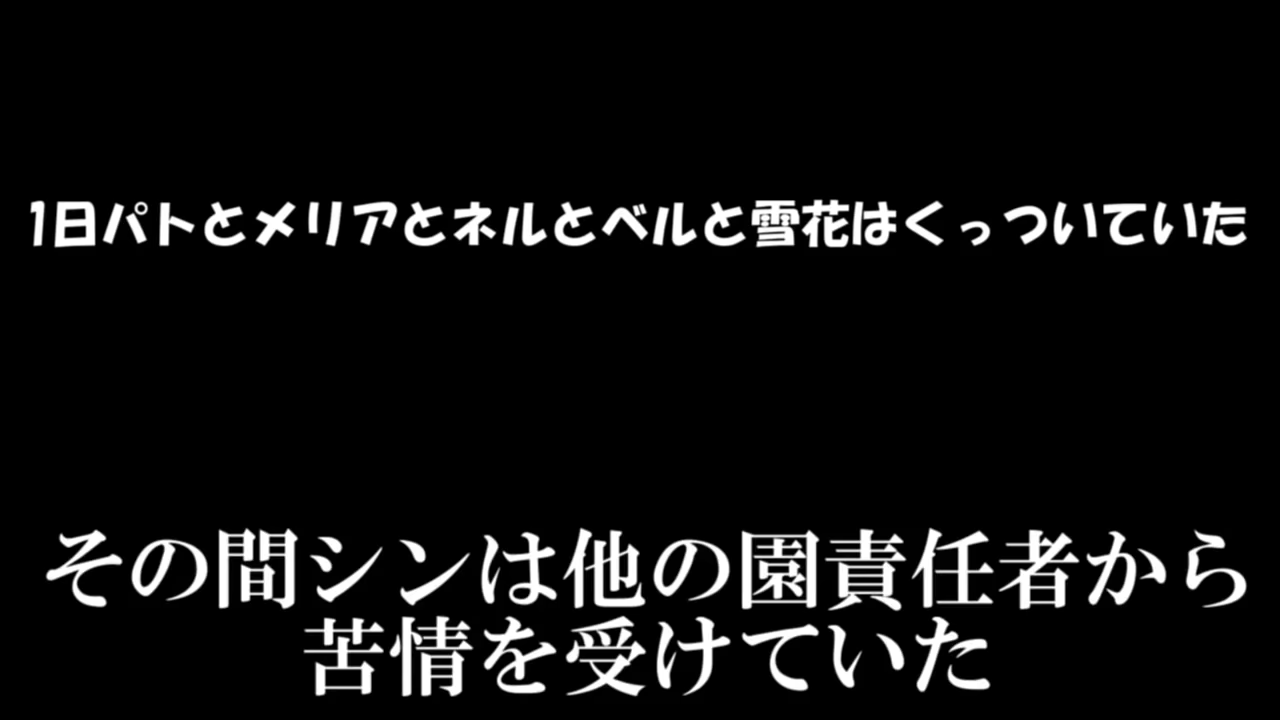 1日パトとメリアとネルとベルと雪花はくっついていた
その間シンは他の園責任者から
苦情を受けていた